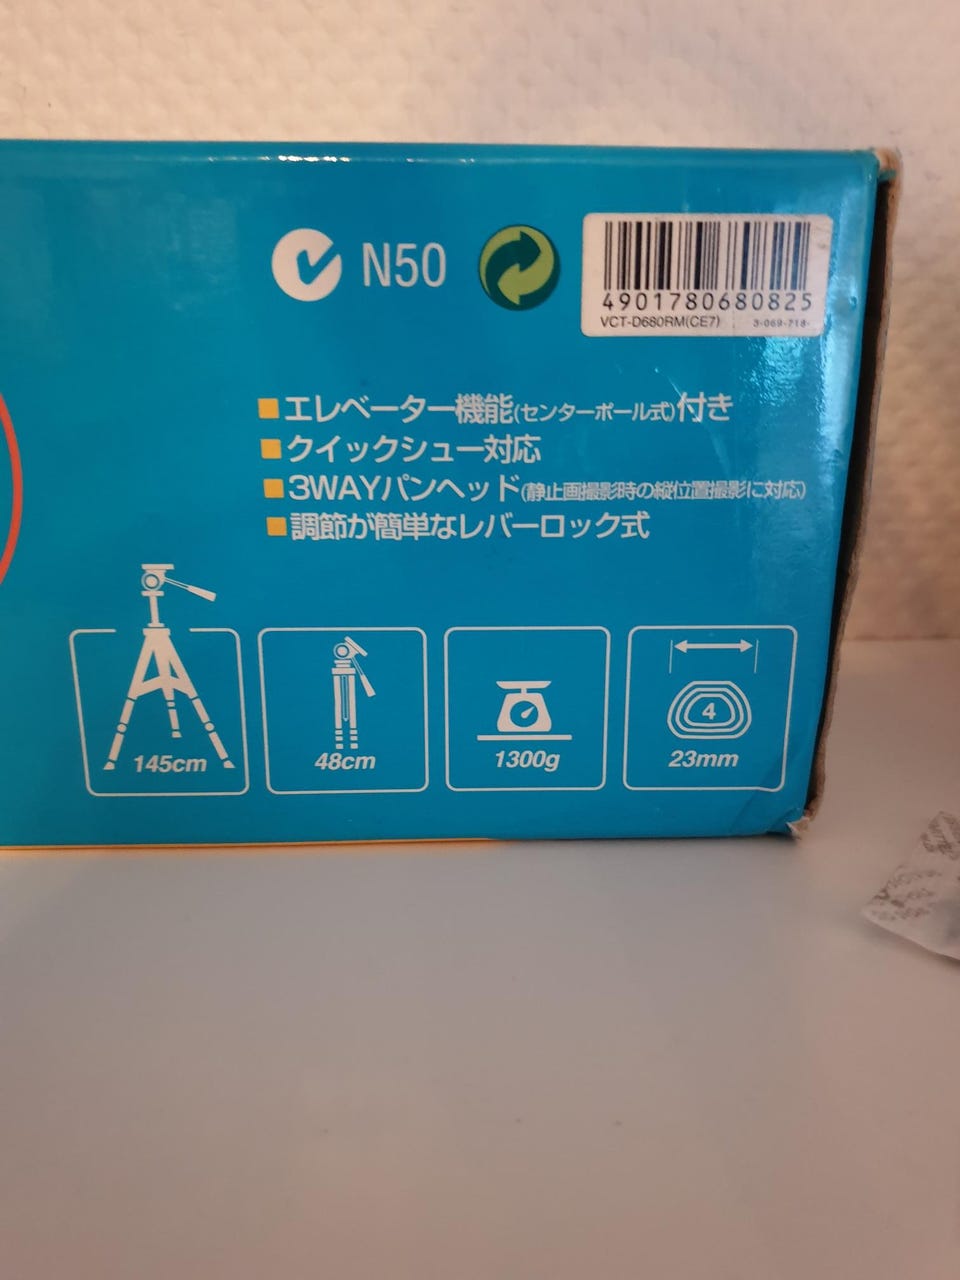 N50
4901780680825
VCT-D680RM(CE7) 3-069-718-
エレベーター機能(センターポール式)付き
クイックシュー対応
3WAYパンヘッド(静止画撮影時の縦位置撮影に対応)
調節が簡単なレバーロック式
145cm
48cm
1300g
4
23mm